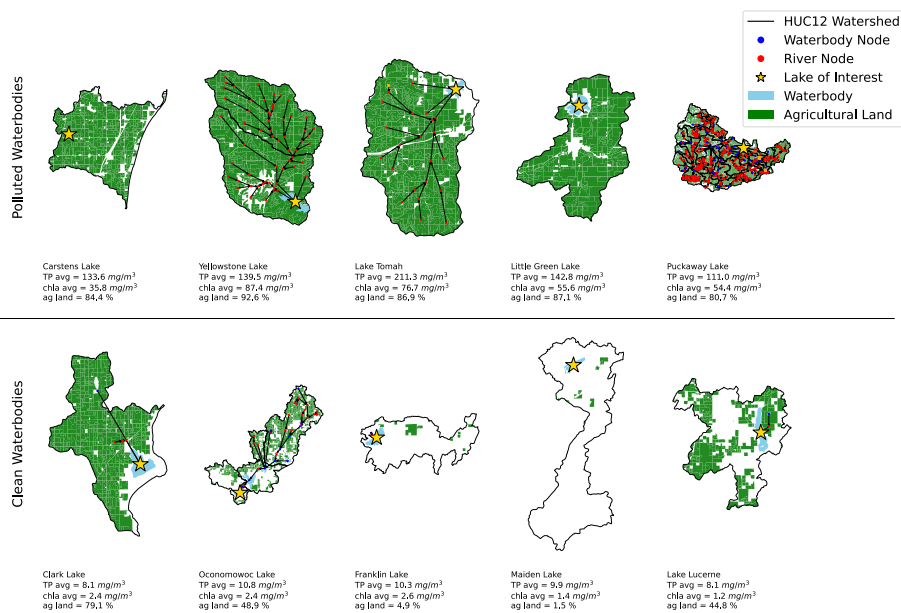 HUC12 Watershed
Waterbody Node
River Node
Lake of Interest
Waterbody
Agricultural Land
Polluted Waterbodies
Carstens Lake
TP avg = 133.6 mg/m³
chla avg = 35.8 mg/m³
ag land = 84,4 %
Yellowstone Lake
TP avg = 139.5 mg/m³
chla avg = 87.4 mg/m³
ag land = 92,6 %
Lake Tomah
TP avg = 211.3 mg/m³
chla avg = 76.7 mg/m³
ag land = 86,9 %
Little Green Lake
TP avg = 142.8 mg/m³
chla avg = 55.6 mg/m³
ag land = 87,1 %
Puckaway Lake
TP avg = 111.0 mg/m³
chla avg = 54.4 mg/m³
ag land = 80,7 %
Clean Waterbodies
Clark Lake
TP avg = 8.1 mg/m³
chla avg = 2.4 mg/m³
ag land = 79,1 %
Oconomowoc Lake
TP avg = 10.8 mg/m³
chla avg = 2.4 mg/m³
ag land = 48,9 %
Franklin Lake
TP avg = 10.3 mg/m³
chla avg = 2.6 mg/m³
ag land = 4,9 %
Maiden Lake
TP avg = 9.9 mg/m³
chla avg = 1.4 mg/m³
ag land = 1,5 %
Lake Lucerne
TP avg = 8.1 mg/m³
chla avg = 1.2 mg/m³
ag land = 44,8 %